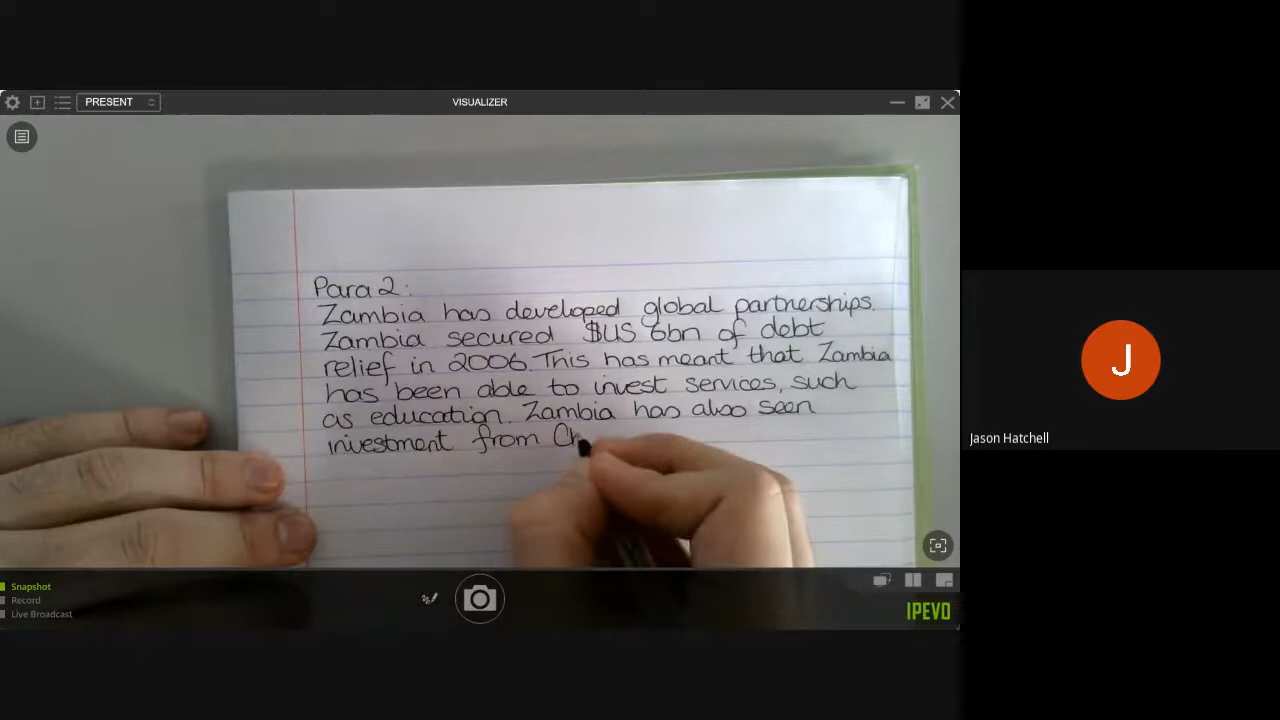 PRESENT
VISUALIZER
Para 2:
Zambia has developed global partnerships.
Zambia secured $US 6bn of debt
relief in 2006. This has meant that Zambia
has been able to invest services, such
as education. Zambia has also seen
investment from Ch
J
Jason Hatchell
Snapshot
Record
Live Broadcast
IPEVO